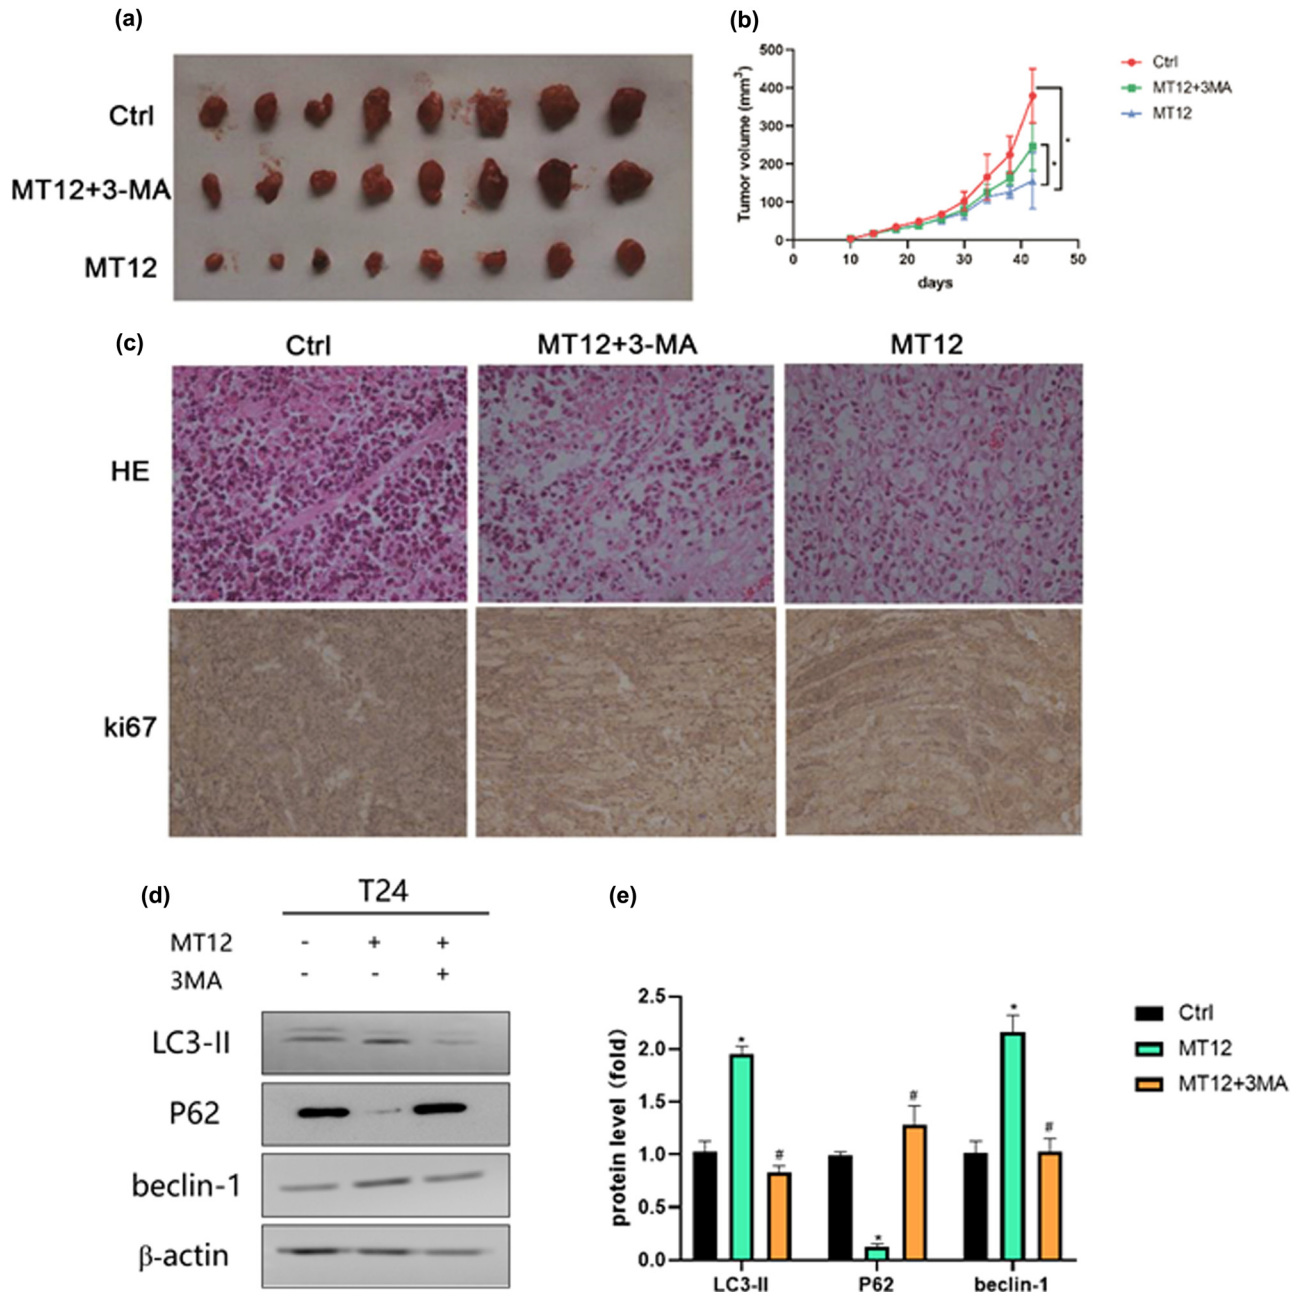 (a)
Ctrl
MT12+3-MA
MT12
(b)
Tumor volume (mm³)
500
400
300
200
100
0
0 10 20 30 40 50
days
Ctrl
MT12+3MA
MT12
*
*
(c)
Ctrl MT12+3-MA MT12
HE
ki67
(d)
T24
MT12 - + +
3MA - - +
LC3-II
P62
beclin-1
β-actin
(e)
protein level (fold)
2.5
2.0
1.5
1.0
0.5
0.0
* # * # * #
LC3-II P62 beclin-1
Ctrl
MT12
MT12+3MA